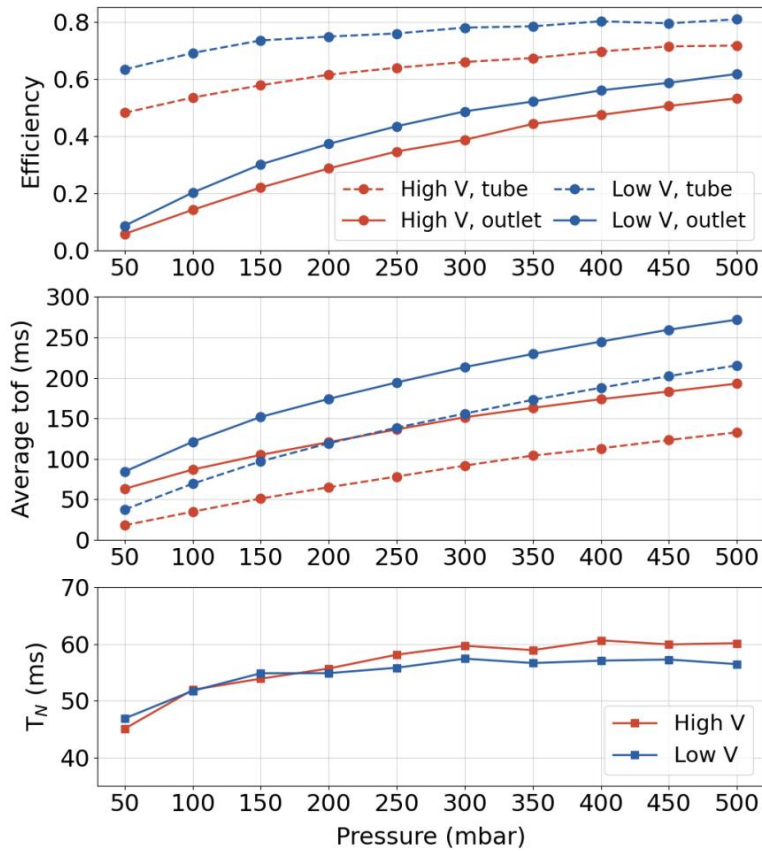 Efficiency
0.8
0.6
0.4
0.2
0.0
High V, tube
Low V, tube
High V, outlet
Low V, outlet
50 100 150 200 250 300 350 400 450 500
Average tof (ms)
300
250
200
150
100
50
0
50 100 150 200 250 300 350 400 450 500
T_N (ms)
70
60
50
40
High V
Low V
50 100 150 200 250 300 350 400 450 500
Pressure (mbar)